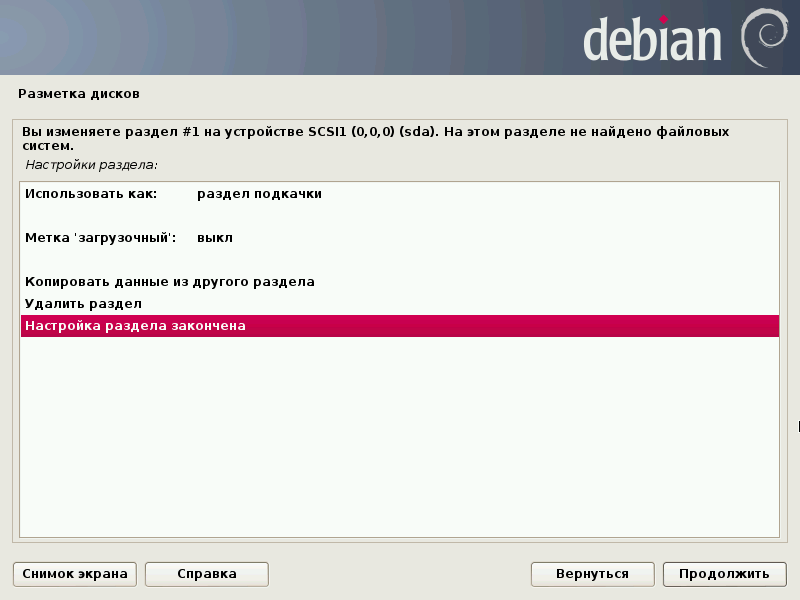 debian
Разметка дисков
Вы изменяете раздел #1 на устройстве SCSI1 (0,0,0) (sda). На этом разделе не найдено файловых
систем.
Настройки раздела:
Использовать как: раздел подкачки
Метка 'загрузочный': выкл
Копировать данные из другого раздела
Удалить раздел
Настройка раздела закончена
Снимок экрана Справка Вернуться Продолжить